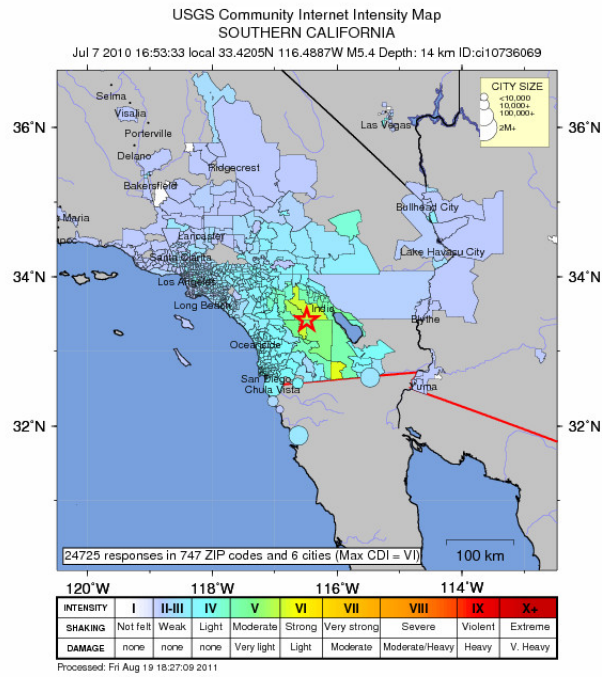 USGS Community Internet Intensity Map
SOUTHERN CALIFORNIA
Jul 7 2010 16:53:33 local 33.4205N 116.4887W M5.4 Depth: 14 km ID:ci10736069
CITY SIZE
<10,000
10,000+
100,000+
2M+
Selma
Visalia
Las Vegas
36°N
36°N
Porterville
Delano
Ridgecrest
Bakersfield
Bullhead City
Maria
Lancaster
Lake Havasu City
Santa Clarita
34°N
34°N
Los Angeles
Long Beach
Indio
Blythe
Oceanside
San Diego
Yuma
Chula Vista
32°N
32°N
24725 responses in 747 ZIP codes and 6 cities (Max CDI = VI)
100 km
120°W 118°W 116°W 114°W
INTENSITY I II-III IV V VI VII VIII IX X+
SHAKING Not felt Weak Light Moderate Strong Very strong Severe Violent Extreme
DAMAGE none none none Very light Light Moderate Moderate/Heavy Heavy V. Heavy
Processed: Fri Aug 19 18:27:09 2011